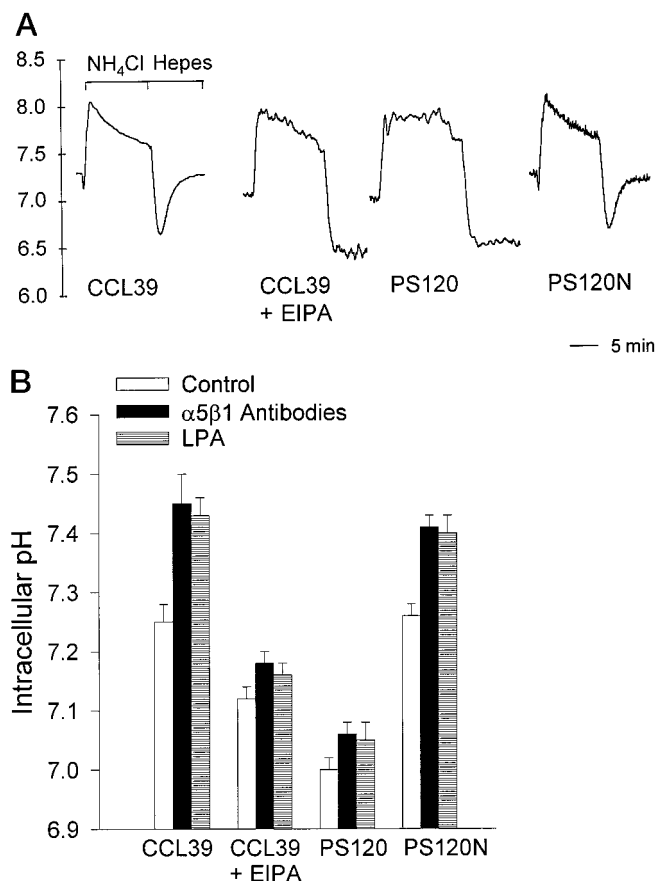 A
8.5
8.0
7.5
7.0
6.5
6.0
NH₄Cl Hepes
CCL39
CCL39
+ EIPA
PS120
PS120N
5 min
B
Control
α5β1 Antibodies
LPA
Intracellular pH
7.6
7.5
7.4
7.3
7.2
7.1
7.0
6.9
CCL39
CCL39
+ EIPA
PS120
PS120N